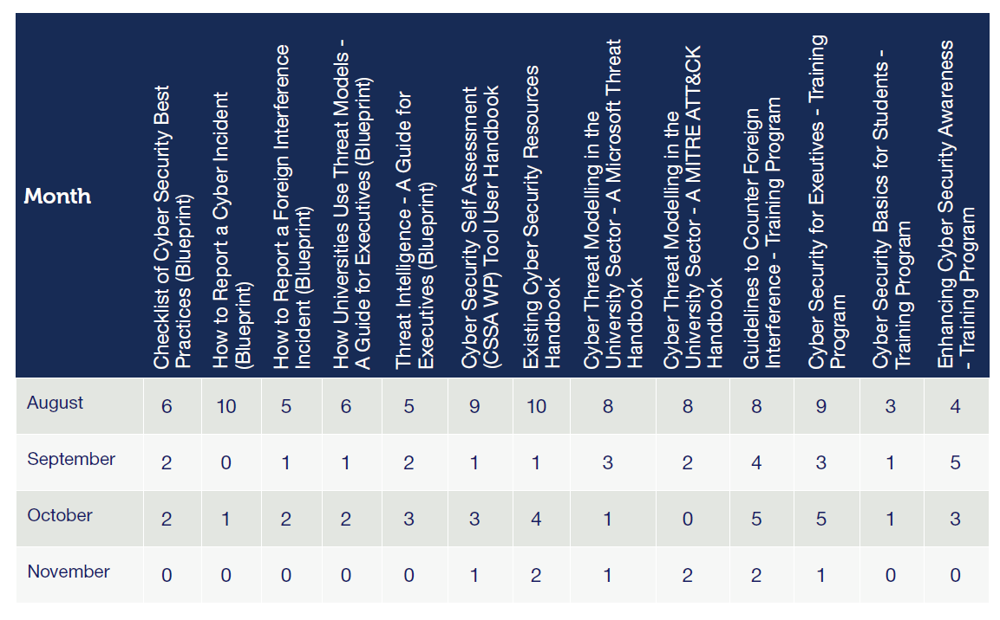 Month
Checklist of Cyber Security Best
Practices (Blueprint)
How to Report a Cyber Incident
(Blueprint)
How to Report a Foreign Interference
Incident (Blueprint)
How Universities Use Threat Models -
A Guide for Executives (Blueprint)
Threat Intelligence - A Guide for
Executives (Blueprint)
Cyber Security Self Assessment
(CSSA WP) Tool User Handbook
Existing Cyber Security Resources
Handbook
Cyber Threat Modelling in the
University Sector - A Microsoft Threat
Handbook
Cyber Threat Modelling in the
University Sector - A MITRE ATT&CK
Handbook
Guidelines to Counter Foreign
Interference - Training Program
Cyber Security for Exeutives - Training
Program
Cyber Security Basics for Students -
Training Program
Enhancing Cyber Security Awareness
- Training Program
August 6 10 5 6 5 9 10 8 8 8 9 3 4
September 2 0 1 1 2 1 1 3 2 4 3 1 5
October 2 1 2 2 3 3 4 1 0 5 5 1 3
November 0 0 0 0 0 1 2 1 2 2 1 0 0